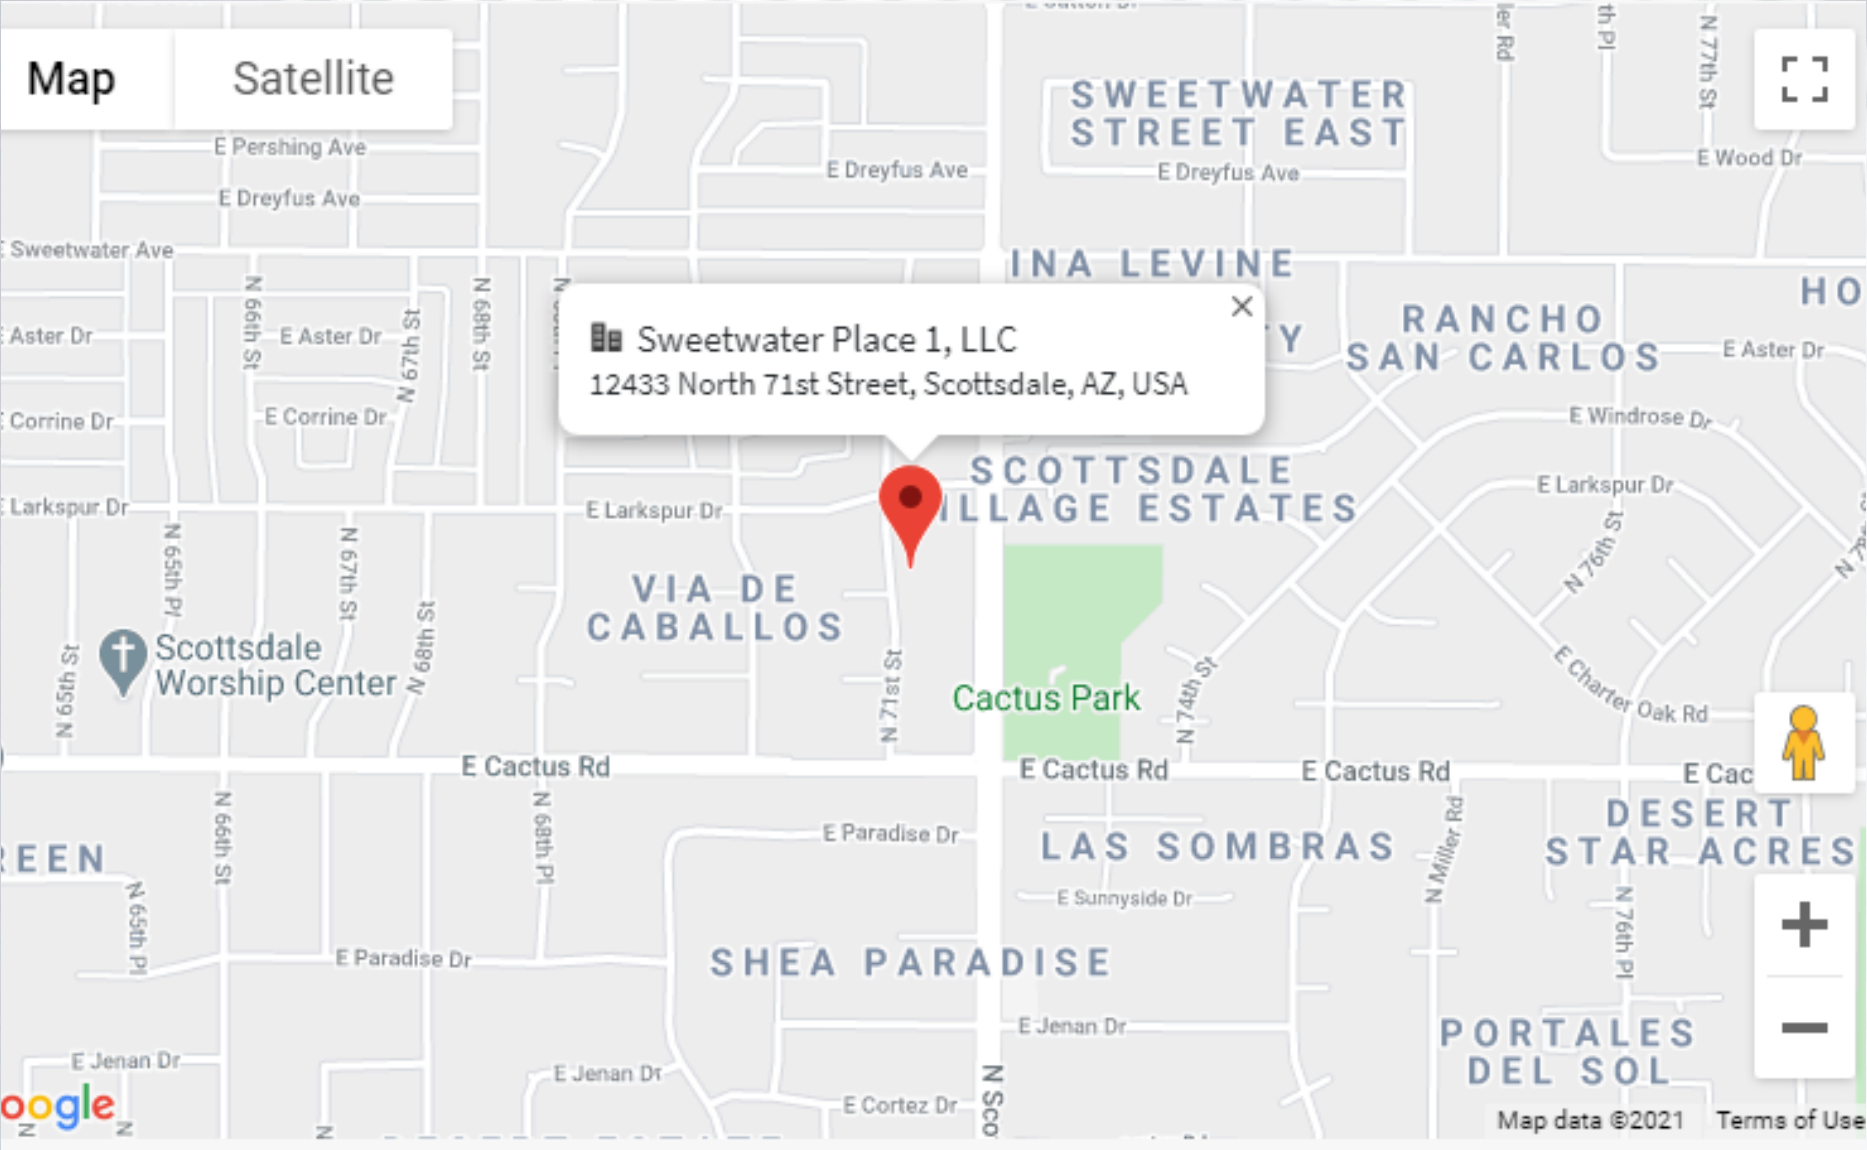 Map
Satellite
SWEETWATER
STREET EAST
N 77th St
E Pershing Ave
E Dreyfus Ave
E Dreyfus Ave
E Dreyfus Ave
E Wood Dr
Sweetwater Ave
INA LEVINE
HO
N 66th St
N 67th St
N 68th St
Sweetwater Place 1, LLC
12433 North 71st Street, Scottsdale, AZ, USA
RANCHO
SAN CARLOS
Aster Dr
E Aster Dr
E Aster Dr
Corrine Dr
E Corrine Dr
E Windrose Dr
SCOTTSDALE
ILLAGE ESTATES
E Larkspur Dr
Larkspur Dr
E Larkspur Dr
N 65th Pl
N 67th St
N 76th St
VIA DE
CABALLOS
Scottsdale
Worship Center
N 65th St
N 68th St
N 71st St
Cactus Park
N 74th St
E Charter Oak Rd
E Cactus Rd
E Cactus Rd
E Cactus Rd
E Cac
N 66th St
N 68th Pl
E Paradise Dr
LAS SOMBRAS
N Miller Rd
DESERT
STAR ACRES
REEN
N 65th Pl
E Sunnyside Dr
N 76th Pl
E Paradise Dr
SHEA PARADISE
E Jenan Dr
PORTALES
DEL SOL
E Jenan Dr
E Jenan Dr
E Cortez Dr
N Sco
oogle
Map data ©2021
Terms of Use